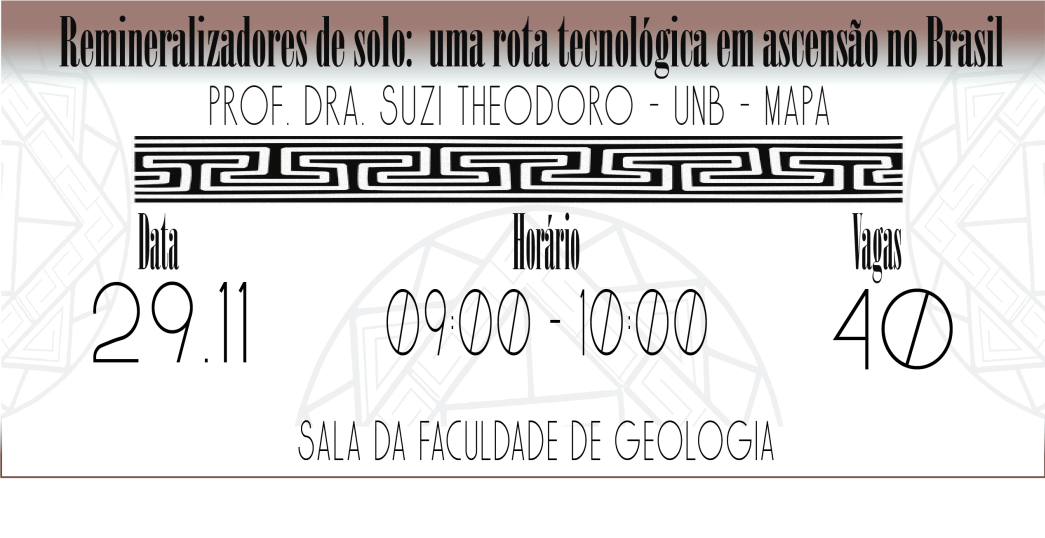 Remineralizadores de solo: uma rota tecnológica em ascensão no Brasil
PROF. DRA. SUZI THEODORO - UNB - MAPA
Data Horário Vagas
29.11 09:00 - 10:00 40
SALA DA FACULDADE DE GEOLOGIA